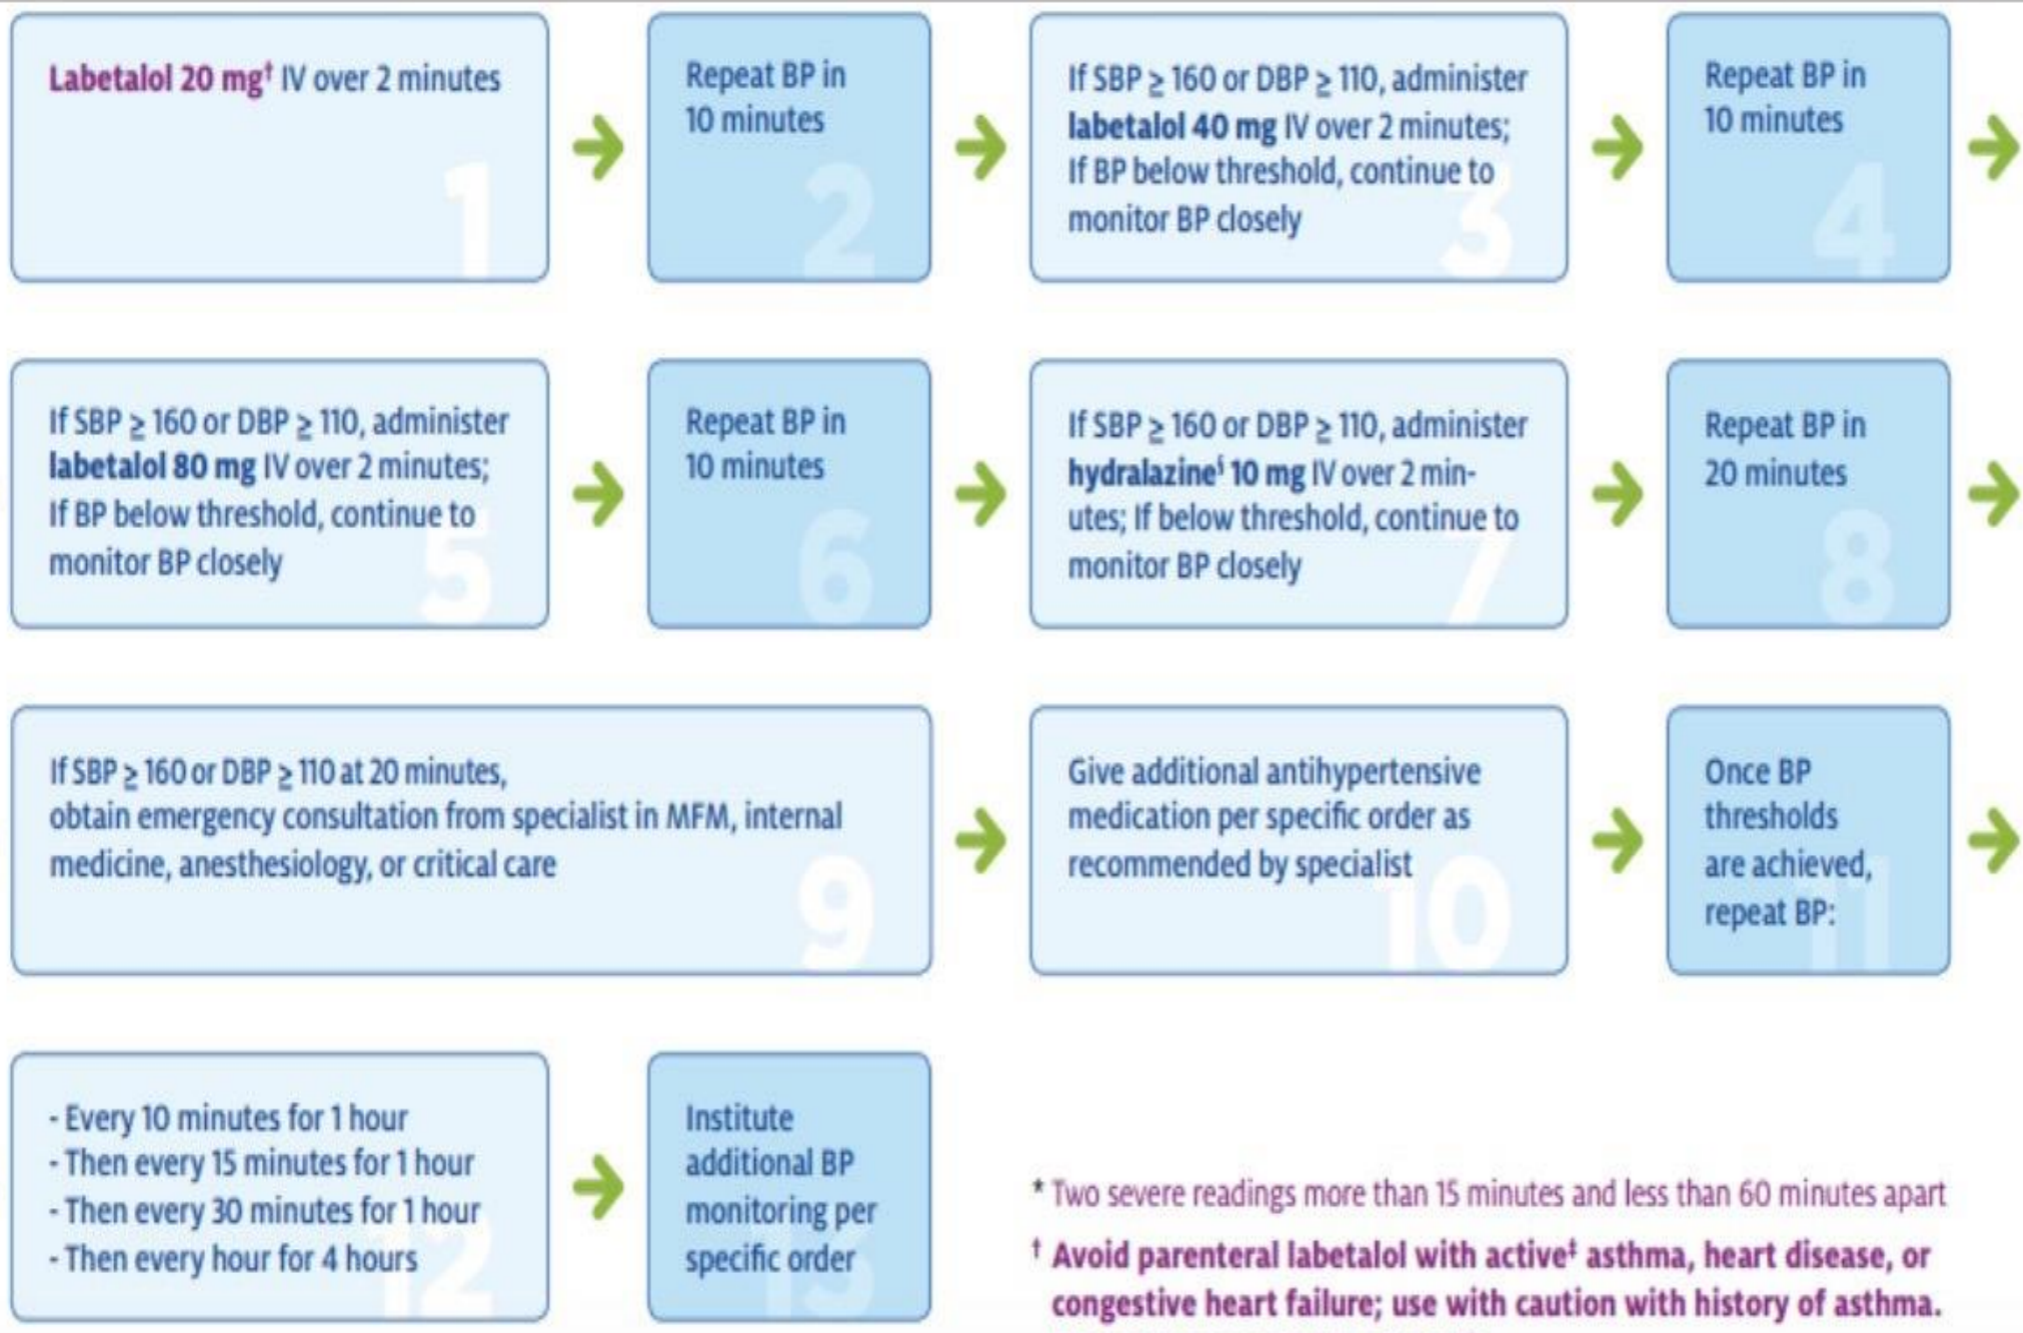 Labetalol 20 mg† IV over 2 minutes
1
Repeat BP in
10 minutes
2
If SBP ≥ 160 or DBP ≥ 110, administer
labetalol 40 mg IV over 2 minutes;
If BP below threshold, continue to
monitor BP closely
3
Repeat BP in
10 minutes
4
If SBP ≥ 160 or DBP ≥ 110, administer
labetalol 80 mg IV over 2 minutes;
If BP below threshold, continue to
monitor BP closely
5
Repeat BP in
10 minutes
6
If SBP ≥ 160 or DBP ≥ 110, administer
hydralazine§ 10 mg IV over 2 min-
utes; If below threshold, continue to
monitor BP closely
7
Repeat BP in
20 minutes
8
If SBP ≥ 160 or DBP ≥ 110 at 20 minutes,
obtain emergency consultation from specialist in MFM, internal
medicine, anesthesiology, or critical care
9
Give additional antihypertensive
medication per specific order as
recommended by specialist
10
Once BP
thresholds
are achieved,
repeat BP:
11
- Every 10 minutes for 1 hour
- Then every 15 minutes for 1 hour
- Then every 30 minutes for 1 hour
- Then every hour for 4 hours
12
Institute
additional BP
monitoring per
specific order
13
* Two severe readings more than 15 minutes and less than 60 minutes apart
† Avoid parenteral labetalol with active‡ asthma, heart disease, or
congestive heart failure; use with caution with history of asthma.